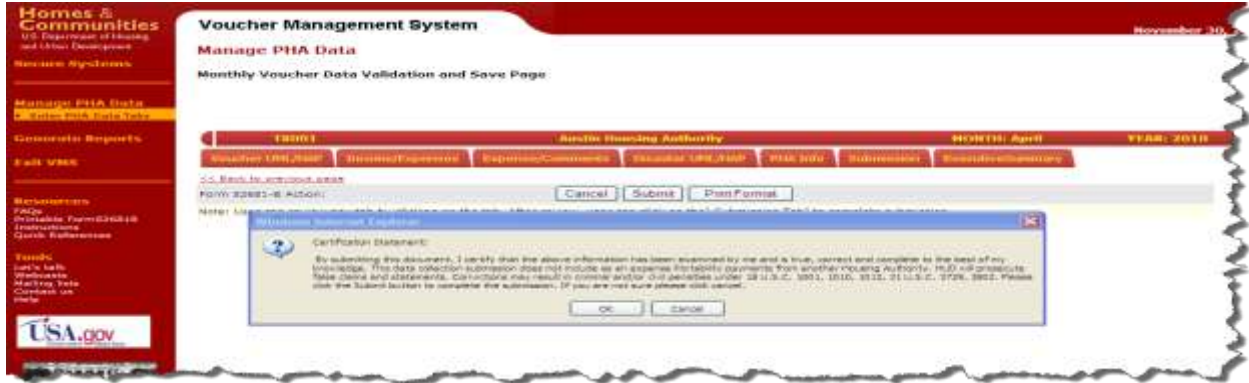 Homes &
Communities
U.S. Department of Housing
and Urban Development
Secure Systems
Manage PHA Data
Enter PHA Data Tabs
Generate Reports
Exit VMS
Resources
FAQs
Printable Form
Instructions
Quick References
Tools
Let's talk
Webcasts
Mailing lists
Contact us
Help
USA.gov
Voucher Management System
November 30,
Manage PHA Data
Monthly Voucher Data Validation and Save Page
Austin Housing Authority MONTH: April YEAR: 2010
Voucher UML/HAP Income/Expenses Expense/Comments Disaster UML/HAP PHA Info Submission ExecutiveSummary
<< Back to previous page
Form 52681-B Action: Cancel Submit Print Format
Windows Internet Explorer
Certification Statement:
By submitting this document, I certify that the above information has been examined by me and is true, correct and complete to the best of my
knowledge. This data collection submission does not include as an expense Portability payments from another Housing Authority. HUD will prosecute
false claims and statements. Convictions may result in criminal and/or civil penalties under 18 U.S.C. 1001, 1010, 1012, 31 U.S.C. 3729, 3802. Please
click the Submit button to complete the submission. If you are not sure please click cancel.
OK Cancel